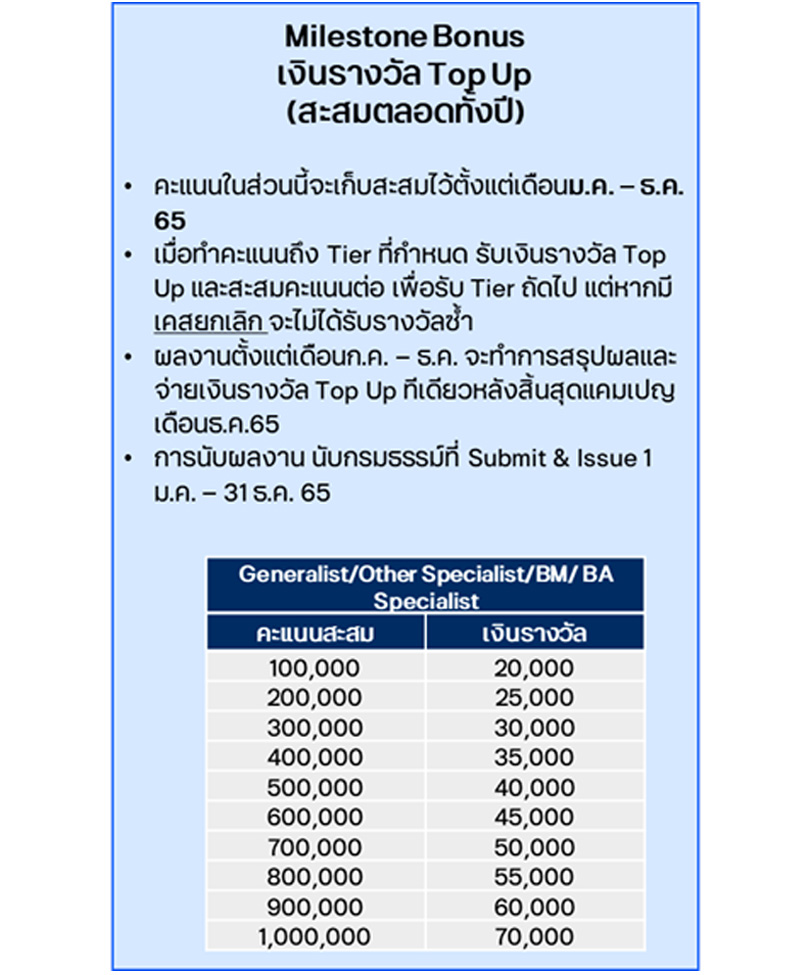 Milestone Bonus
เงินรางวัล Top Up
(สะสมตลอดทั้งปี)
• คะแนนในส่วนนี้จะเก็บสะสมไว้ตั้งแต่เดือนม.ค. – ธ.ค.
65
• เมื่อทำคะแนนถึง Tier ที่กำหนด รับเงินรางวัล Top
Up และสะสมคะแนนต่อ เพื่อรับ Tier ถัดไป แต่หากมี
เคสยกเลิก จะไม่ได้รับรางวัลซ้ำ
• ผลงานตั้งแต่เดือนก.ค. – ธ.ค. จะทำการสรุปผลและ
จ่ายเงินรางวัล Top Up ทีเดียวหลังสิ้นสุดแคมเปญ
เดือนธ.ค.65
• การนับผลงาน นับกรมธรรม์ที่ Submit & Issue 1
ม.ค. – 31 ธ.ค. 65
Generalist/Other Specialist/BM/ BA
Specialist
คะแนนสะสม เงินรางวัล
100,000 20,000
200,000 25,000
300,000 30,000
400,000 35,000
500,000 40,000
600,000 45,000
700,000 50,000
800,000 55,000
900,000 60,000
1,000,000 70,000